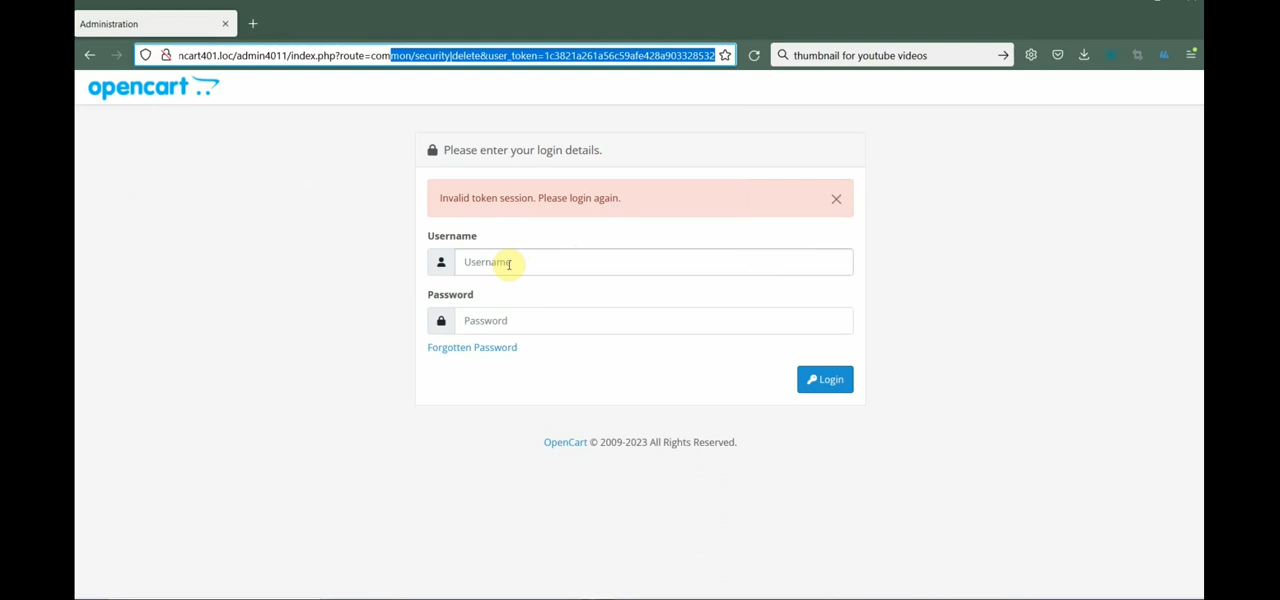 Administration
ncart401.loc/admin4011/index.php?route=common/security|delete&user_token=1c3821a261a56c59afe428a903328532
thumbnail for youtube videos
opencart
Please enter your login details.
Invalid token session. Please login again.
Username
Username
Password
Password
Forgotten Password
Login
OpenCart © 2009-2023 All Rights Reserved.